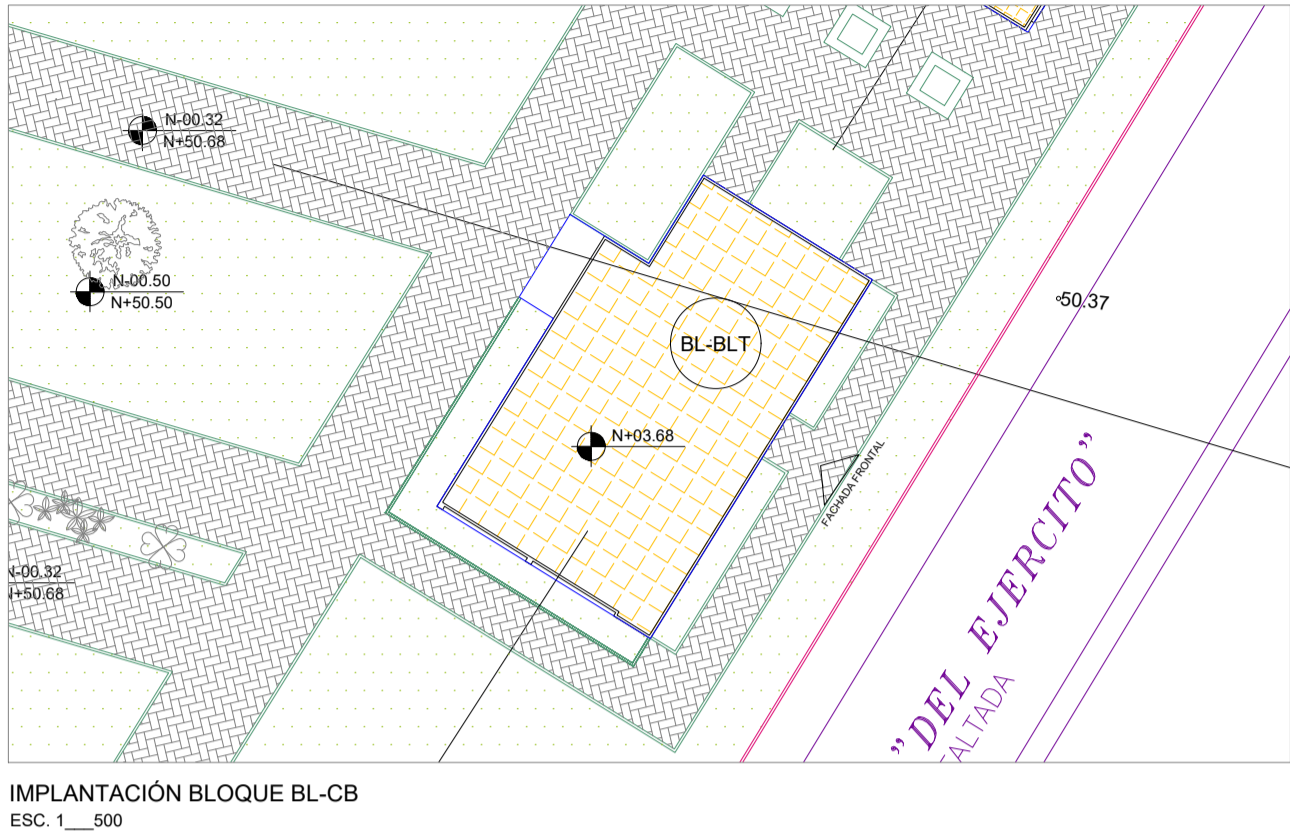 N-00.32
N+50.68
N-00.50
N+50.50
BL-BLT
50.37
N+03.68
FACHADA FRONTAL
"DEL EJERCITO"
FALTADA
N-00.32
N+50.68
IMPLANTACIÓN BLOQUE BL-CB
ESC. 1___500